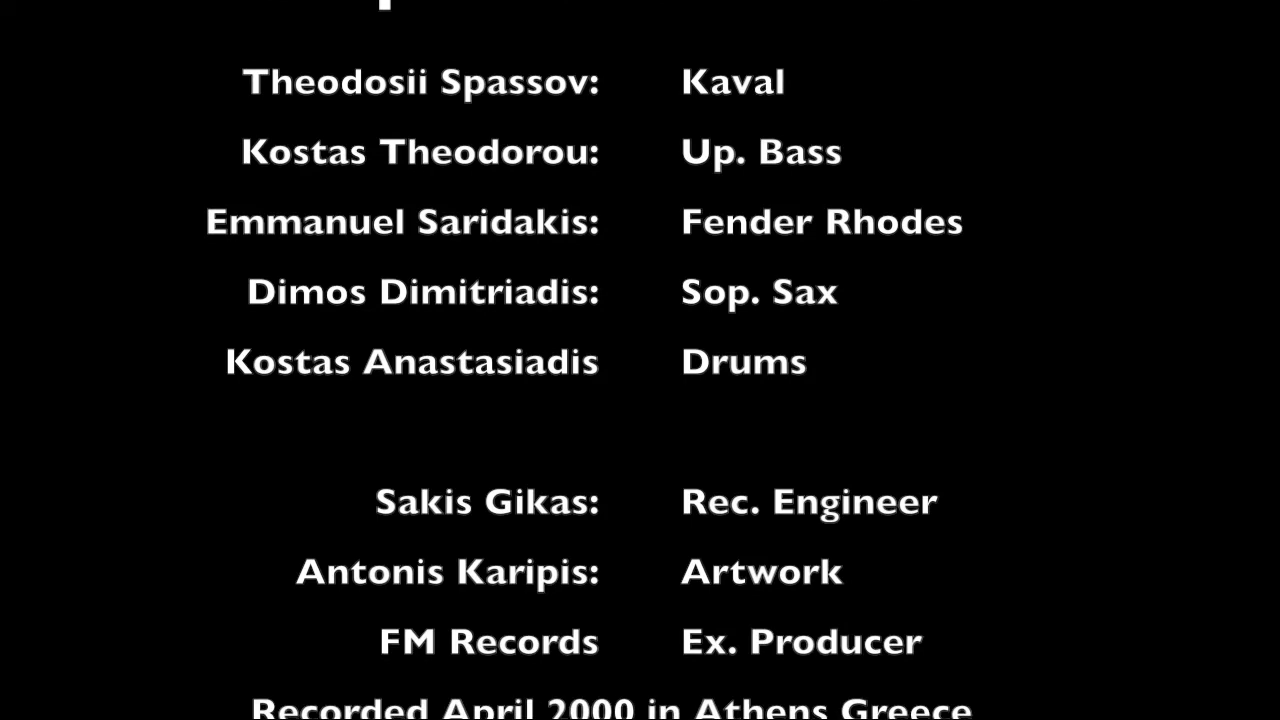 Theodosii Spassov: Kaval
Kostas Theodorou: Up. Bass
Emmanuel Saridakis: Fender Rhodes
Dimos Dimitriadis: Sop. Sax
Kostas Anastasiadis Drums
Sakis Gikas: Rec. Engineer
Antonis Karipis: Artwork
FM Records Ex. Producer
Recorded April 2000 in Athens Greece